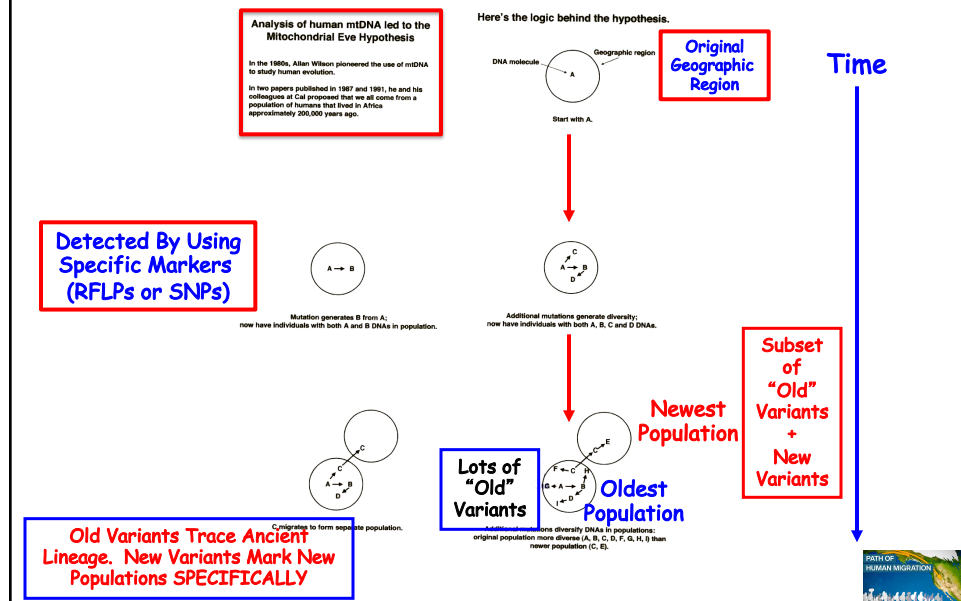 Analysis of human mtDNA led to the
Mitochondrial Eve Hypothesis
In the 1980s, Allan Wilson pioneered the use of mtDNA
to study human evolution.
In two papers published in 1987 and 1991, he and his
colleagues at Cal proposed that we all come from a
population of humans that lived in Africa
approximately 200,000 years ago.
Here's the logic behind the hypothesis.
DNA molecule
Geographic region
A
Start with A.
Original
Geographic
Region
Time
Detected By Using
Specific Markers
(RFLPs or SNPs)
A B
Mutation generates B from A;
now have individuals with both A and B DNAs in population.
C
A B
D
Additional mutations generate diversity;
now have individuals with both A, B, C and D DNAs.
Subset
of
“Old”
Variants
+
New
Variants
C
C
A B
D
C migrates to form separate population.
Lots of
“Old”
Variants
E
C
F C H
G A B
D
I
Newest
Population
Oldest
Population
Additional mutations diversify DNAs in populations:
original population more diverse (A, B, C, D, F, G, H, I) than
newer population (C, E).
Old Variants Trace Ancient
Lineage. New Variants Mark New
Populations SPECIFICALLY
PATH OF
HUMAN MIGRATION